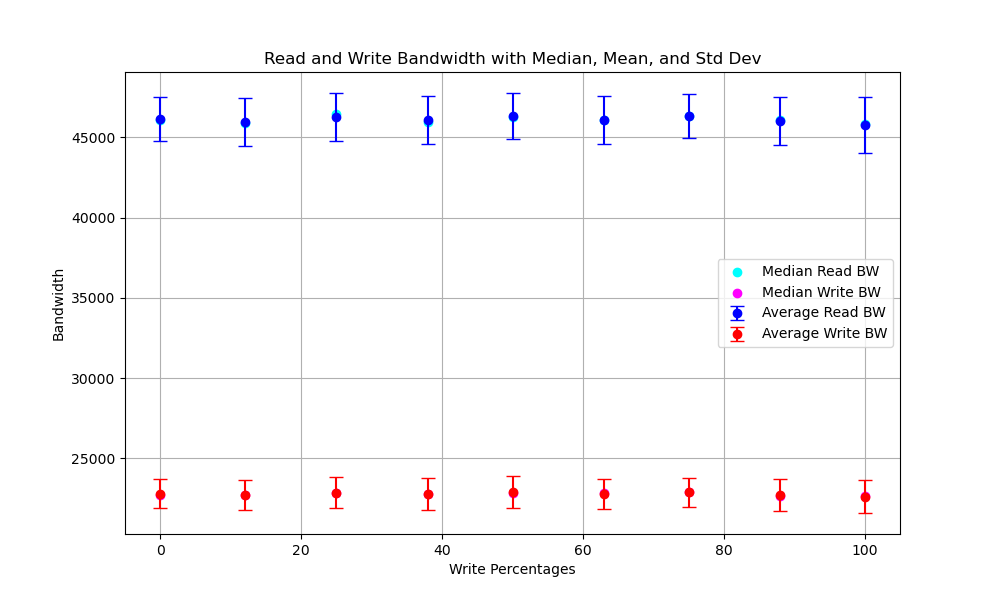 Read and Write Bandwidth with Median, Mean, and Std Dev
Bandwidth
45000
40000
35000
30000
25000
Median Read BW
Median Write BW
Average Read BW
Average Write BW
0 20 40 60 80 100
Write Percentages